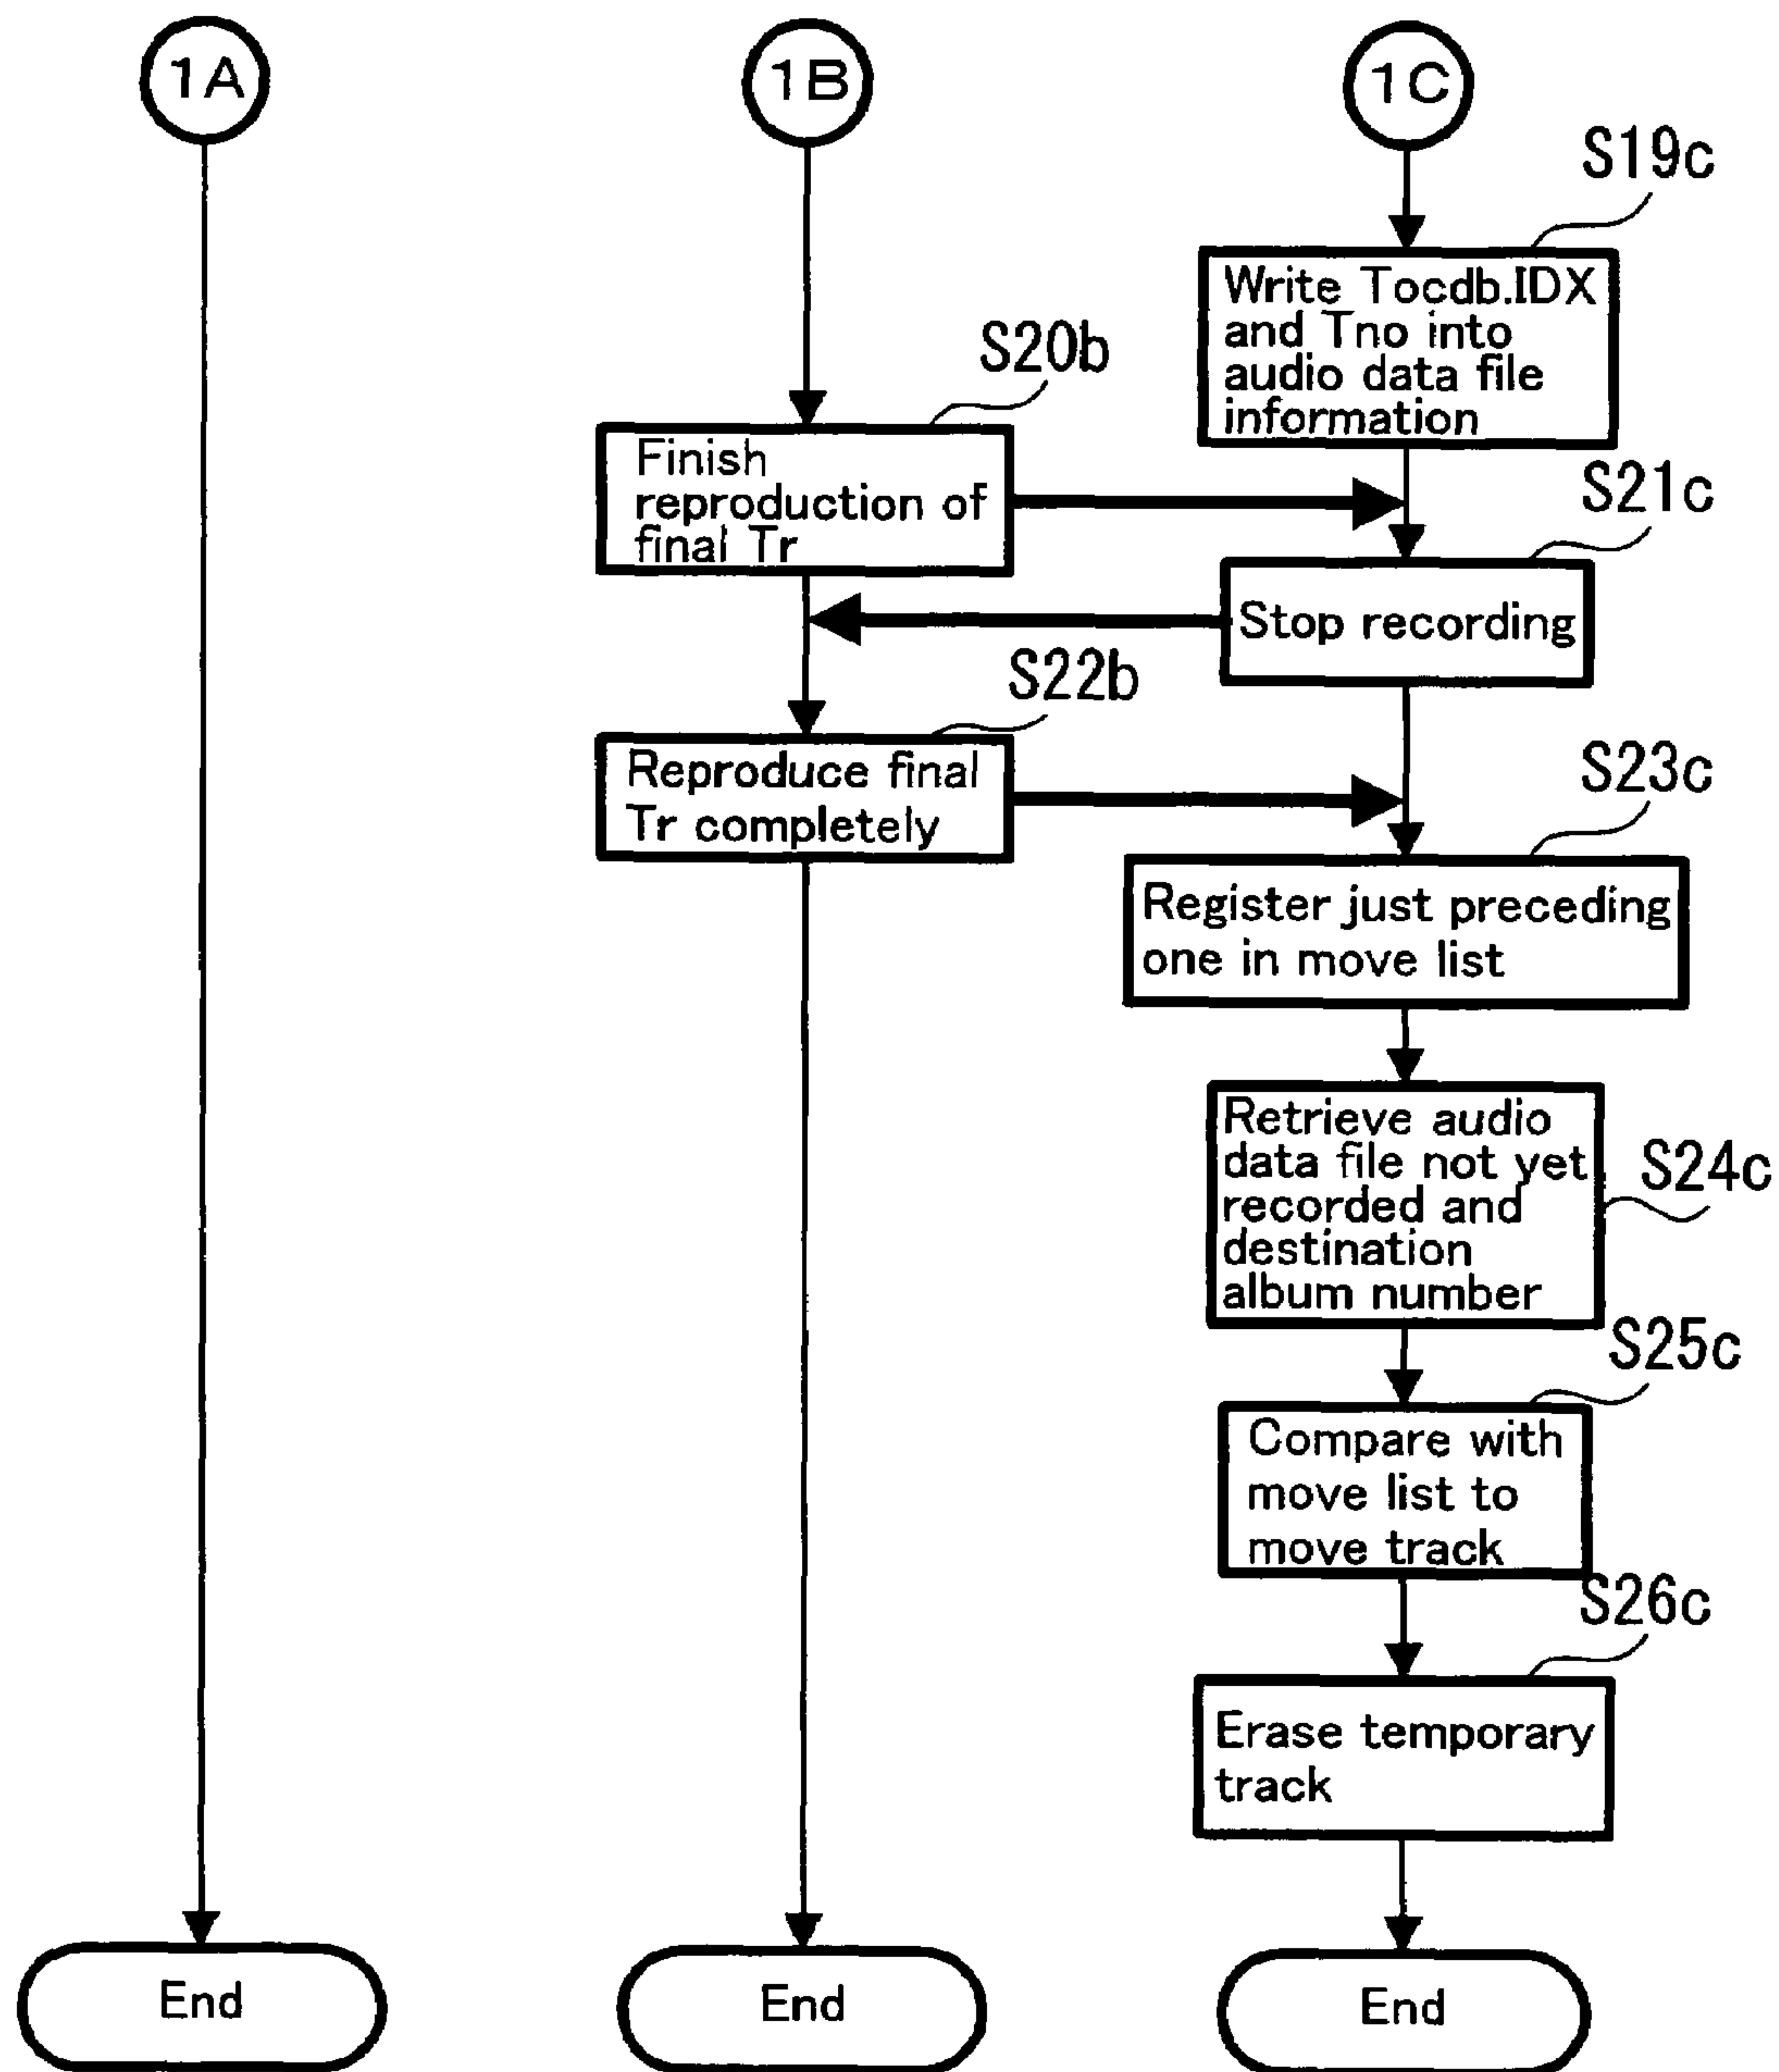 1A
1B
1C
S19c
Write Tocdb.IDX
and Tno into
audio data file
information
S20b
Finish
reproduction of
final Tr
S21c
Stop recording
S22b
Reproduce final
Tr completely
S23c
Register just preceding
one in move list
Retrieve audio
data file not yet
recorded and
destination
album number
S24c
S25c
Compare with
move list to
move track
S26c
Erase temporary
track
End
End
End